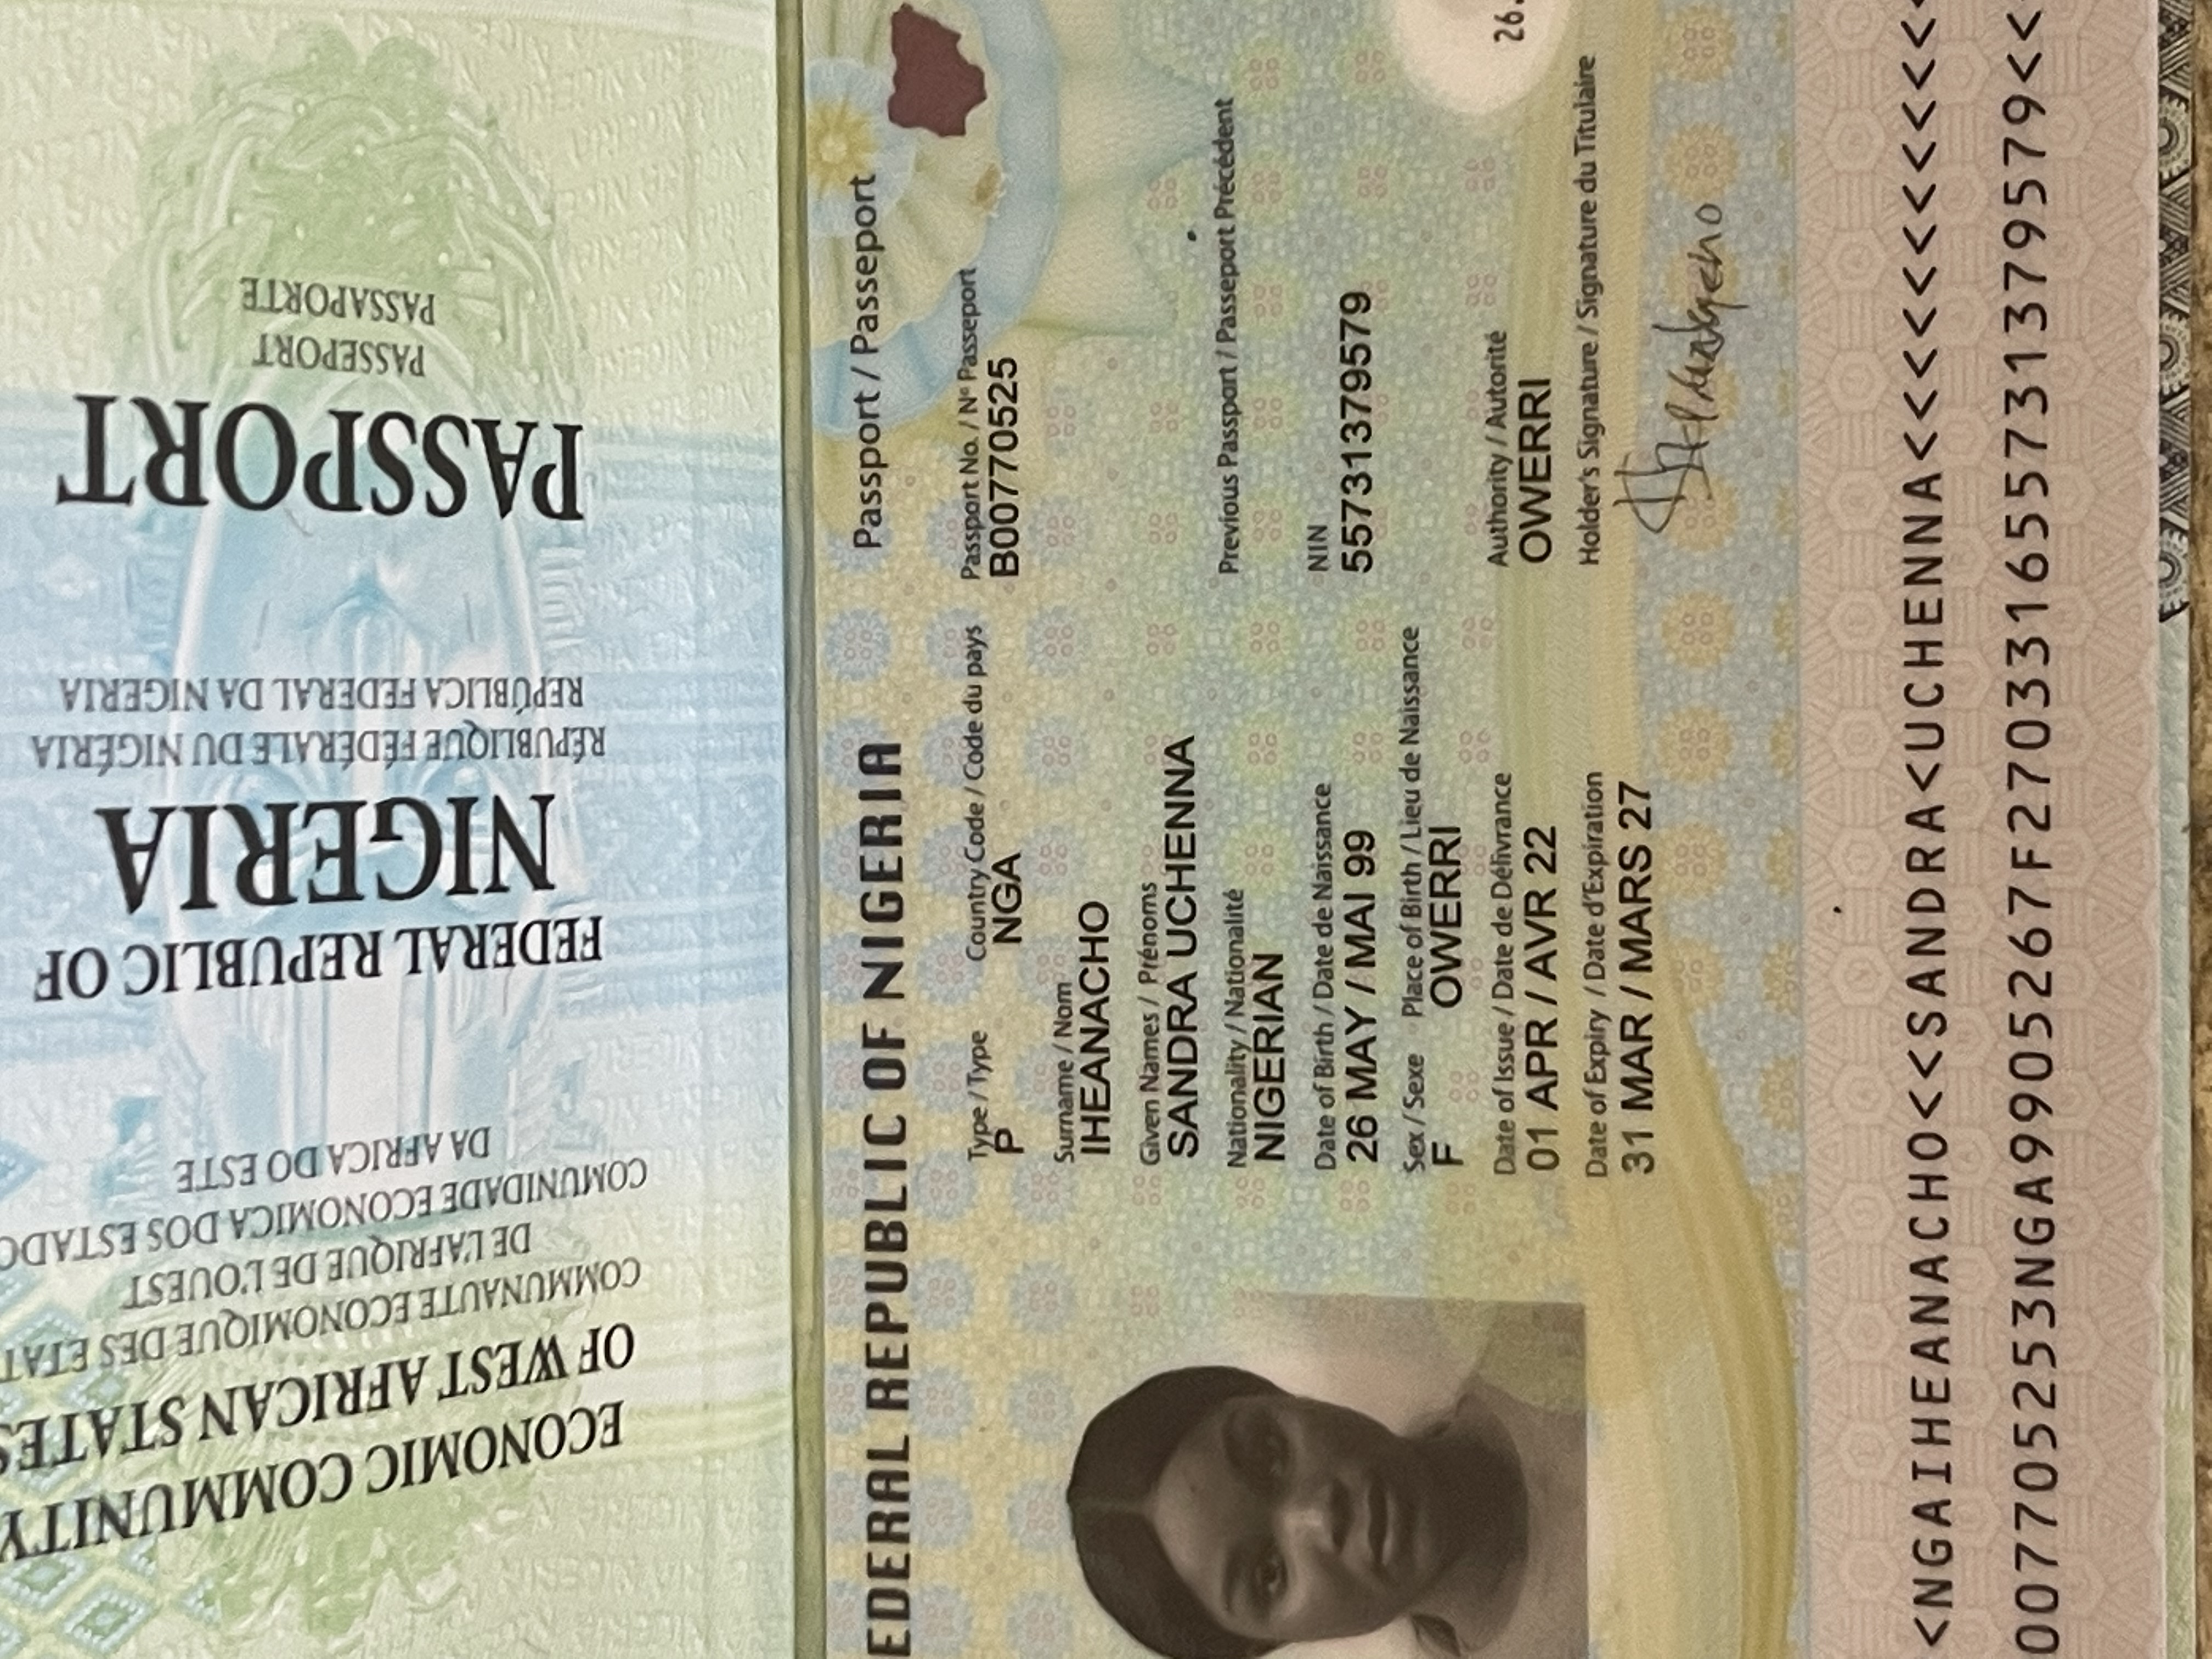 ECONOMIC COMMUNITY
OF WEST AFRICAN STATES
COMMUNAUTE ECONOMIQUE DES ETATS
DE L'AFRIQUE DE L'OUEST
COMUNIDADE ECONOMICA DOS ESTADO
DA AFRICA DO ESTE
FEDERAL REPUBLIC OF
NIGERIA
RÉPUBLIQUE FÉDÉRALE DU NIGÉRIA
REPÚBLICA FEDERAL DA NIGERIA
PASSPORT
PASSEPORT
PASSAPORTE
EDERAL REPUBLIC OF NIGERIA Passport / Passeport
Type / Type Country Code / Code du pays Passport No. / Nº Passeport
P NGA B00770525
Surname / Nom
IHEANACHO
Given Names / Prénoms
SANDRA UCHENNA
Nationality / Nationalité Previous Passport / Passeport Précédent
NIGERIAN
Date of Birth / Date de Naissance NIN
26 MAY / MAI 99 55731379579
Sex / Sexe Place of Birth / Lieu de Naissance
F OWERRI
Date of Issue / Date de Délivrance Authority / Autorité
01 APR / AVR 22 OWERRI
Date of Expiry / Date d'Expiration Holder's Signature / Signature du Titulaire
31 MAR / MARS 27
26.
<NGAIHEANACHO<<SANDRA<UCHENNA<<<<<<<<<<<<
007705253NGA9905267F270331655731379579<<